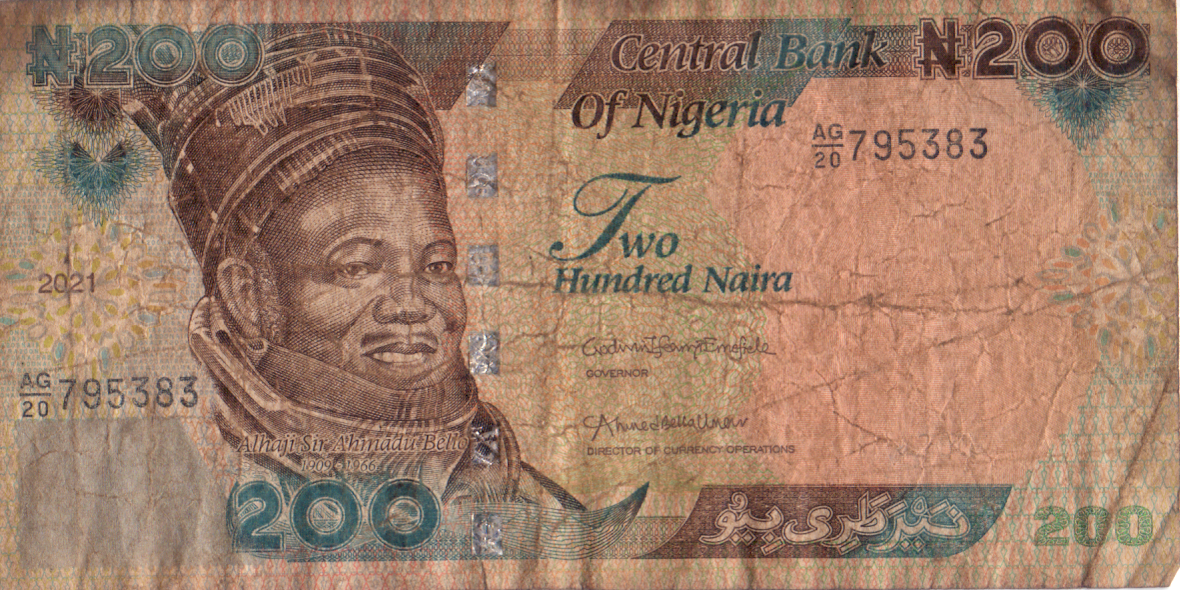 ₦200
Central Bank ₦200
Of Nigeria
AG/20 795383
Two
Hundred Naira
2021
GOVERNOR
AG/20 795383
Alhaji Sir Ahmadu Bello
1909 - 1966
DIRECTOR OF CURRENCY OPERATIONS
200
نَيْرَ طَرِى بِيُو
200